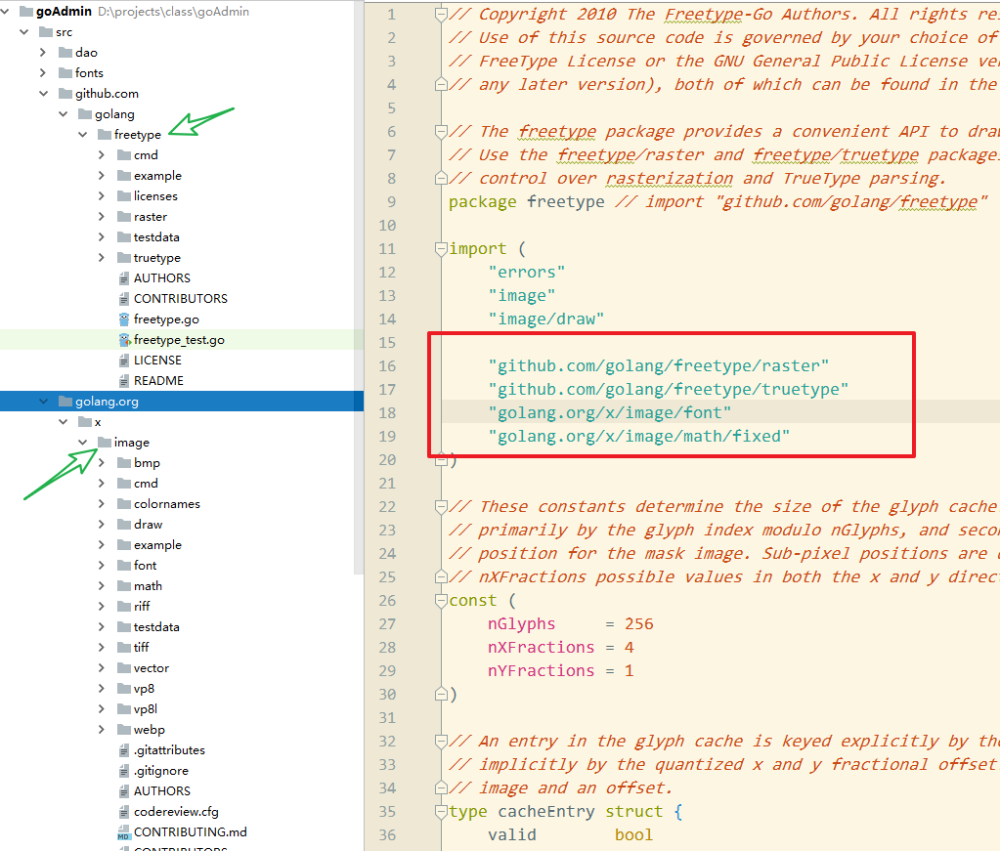 goAdmin D:\projects\class\goAdmin
src
dao
fonts
github.com
golang
freetype
cmd
example
licenses
raster
testdata
truetype
AUTHORS
CONTRIBUTORS
freetype.go
freetype_test.go
LICENSE
README
golang.org
x
image
bmp
cmd
colornames
draw
example
font
math
riff
testdata
tiff
vector
vp8
vp8l
webp
.gitattributes
.gitignore
AUTHORS
codereview.cfg
CONTRIBUTING.md
CONTRIBUTORS
1 // Copyright 2010 The Freetype-Go Authors. All rights re
2 // Use of this source code is governed by your choice of
3 // FreeType License or the GNU General Public License ve
4 // any later version), both of which can be found in the
5
6 // The freetype package provides a convenient API to dra
7 // Use the freetype/raster and freetype/truetype package
8 // control over rasterization and TrueType parsing.
9 package freetype // import "github.com/golang/freetype"
10
11 import (
12 "errors"
13 "image"
14 "image/draw"
15
16 "github.com/golang/freetype/raster"
17 "github.com/golang/freetype/truetype"
18 "golang.org/x/image/font"
19 "golang.org/x/image/math/fixed"
20 )
21
22 // These constants determine the size of the glyph cache
23 // primarily by the glyph index modulo nGlyphs, and seco
24 // position for the mask image. Sub-pixel positions are
25 // nXFractions possible values in both the x and y direc
26 const (
27 nGlyphs = 256
28 nXFractions = 4
29 nYFractions = 1
30 )
31
32 // An entry in the glyph cache is keyed explicitly by the
33 // implicitly by the quantized x and y fractional offset
34 // image and an offset.
35 type cacheEntry struct {
36 valid bool